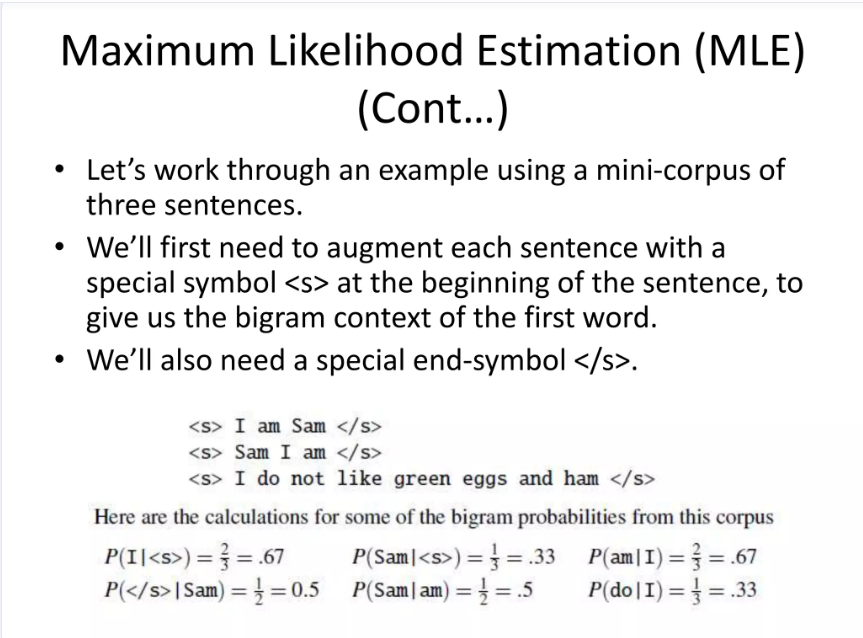 Maximum Likelihood Estimation (MLE)
(Cont...)
• Let's work through an example using a mini-corpus of
three sentences.
• We'll first need to augment each sentence with a
special symbol <s> at the beginning of the sentence, to
give us the bigram context of the first word.
• We'll also need a special end-symbol </s>.
<s> I am Sam </s>
<s> Sam I am </s>
<s> I do not like green eggs and ham </s>
Here are the calculations for some of the bigram probabilities from this corpus
P(I|<s>) = 2/3 = .67 P(Sam|<s>) = 1/3 = .33 P(am|I) = 2/3 = .67
P(</s>|Sam) = 1/2 = 0.5 P(Sam|am) = 1/2 = .5 P(do|I) = 1/3 = .33